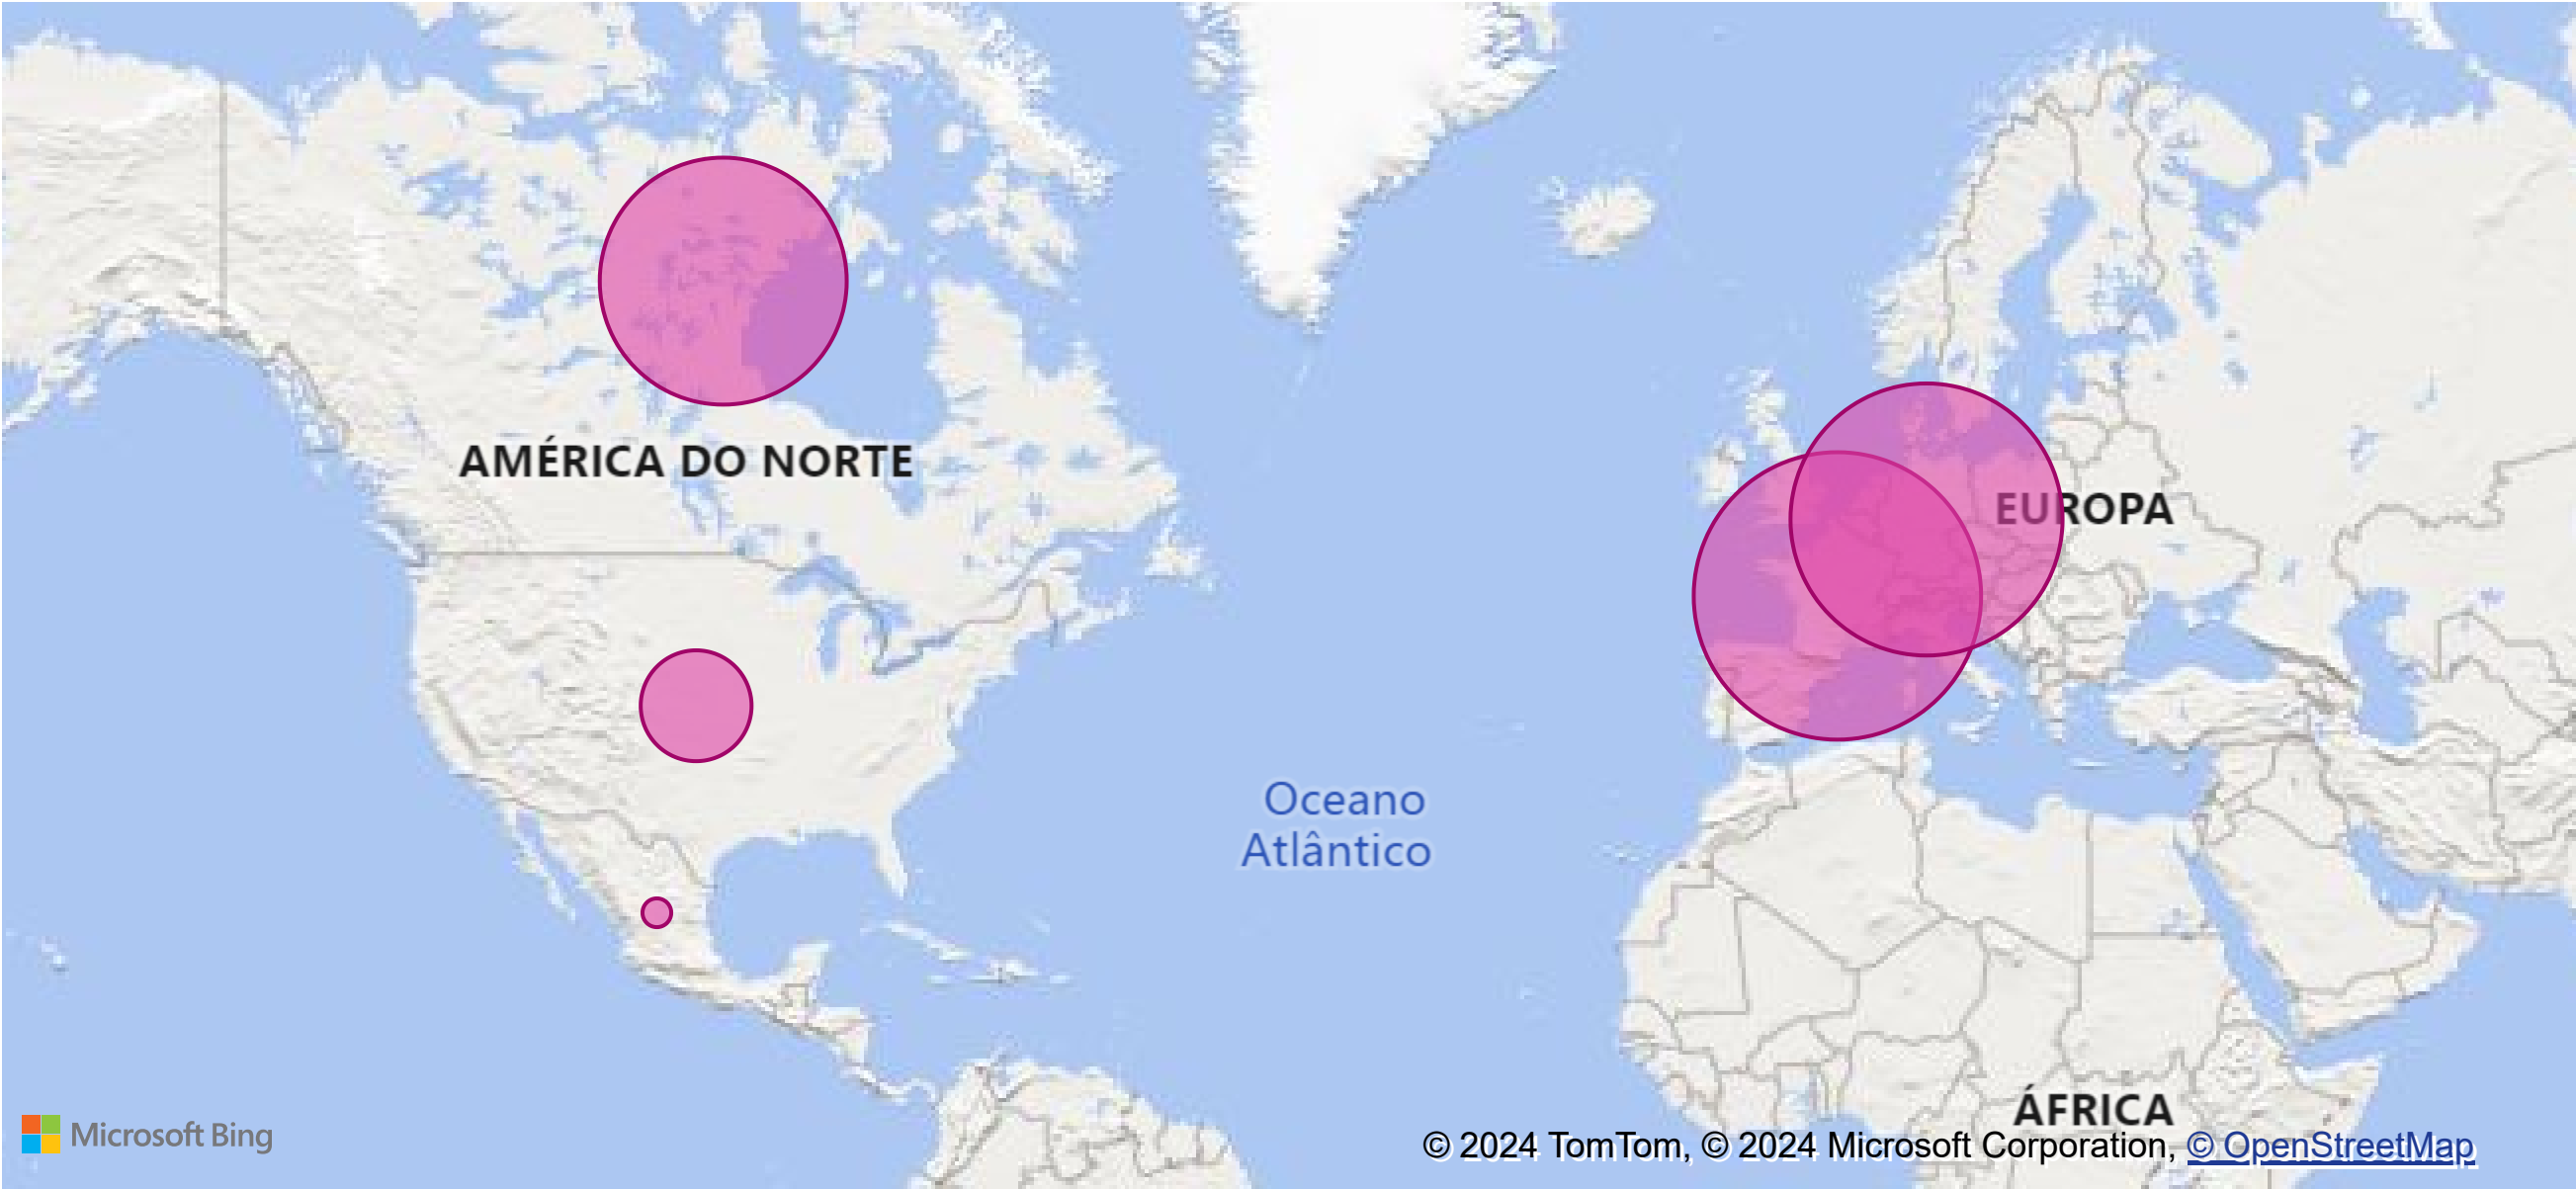 AMÉRICA DO NORTE
EUROPA
Oceano
Atlântico
ÁFRICA
Microsoft Bing
© 2024 TomTom, © 2024 Microsoft Corporation, © OpenStreetMap